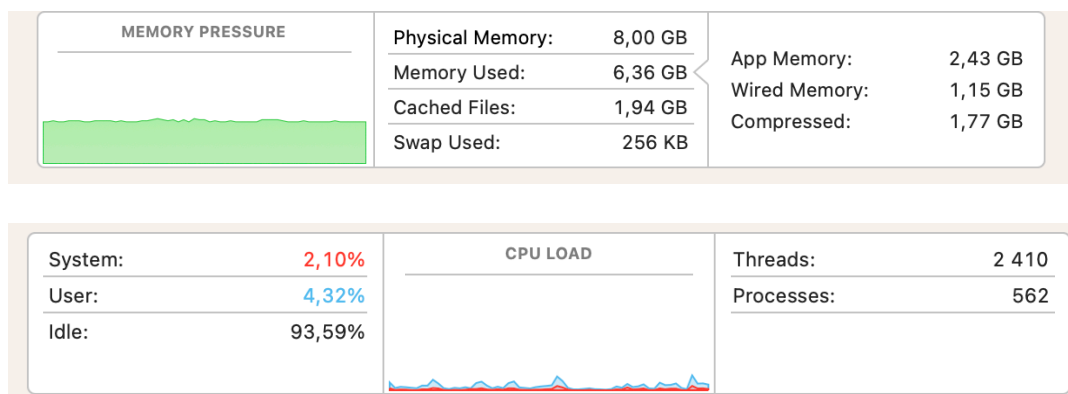 MEMORY PRESSURE
Physical Memory: 8,00 GB
Memory Used: 6,36 GB
Cached Files: 1,94 GB
Swap Used: 256 KB
App Memory: 2,43 GB
Wired Memory: 1,15 GB
Compressed: 1,77 GB
System: 2,10%
User: 4,32%
Idle: 93,59%
CPU LOAD
Threads: 2 410
Processes: 562